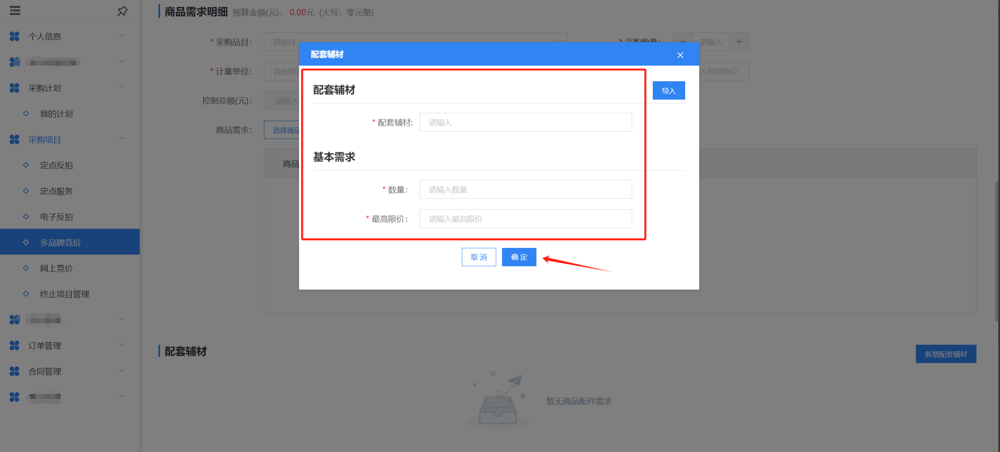 商品需求明细 预算金额(元): 0.00元 (大写: 零元整)
个人信息
采购计划
我的计划
采购项目
定点反拍
定点服务
电子反拍
多品牌竞价
网上竞价
终止项目管理
订单管理
合同管理
* 采购品目: 请选择
* 采购数量: － 请输入 +
* 计量单位: 请选择
入控制单价
控制总额(元): 请输入
商品需求: 选择商品
商品
配套辅材
配套辅材 导入
* 配套辅材: 请输入
基本需求
* 数量: 请输入数量
* 最高限价: 请输入最高限价
取 消 确 定
配套辅材 新增配套辅材
暂无商品配件需求